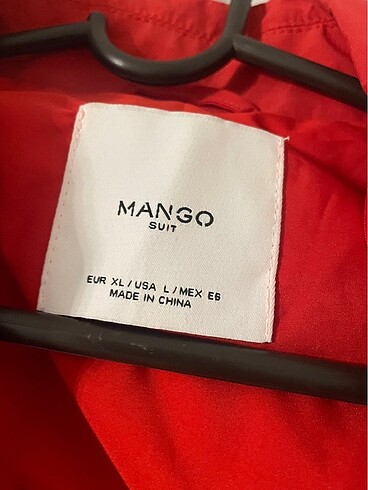 MANGO
SUIT
EUR XL / USA L / MEX E6
MADE IN CHINA